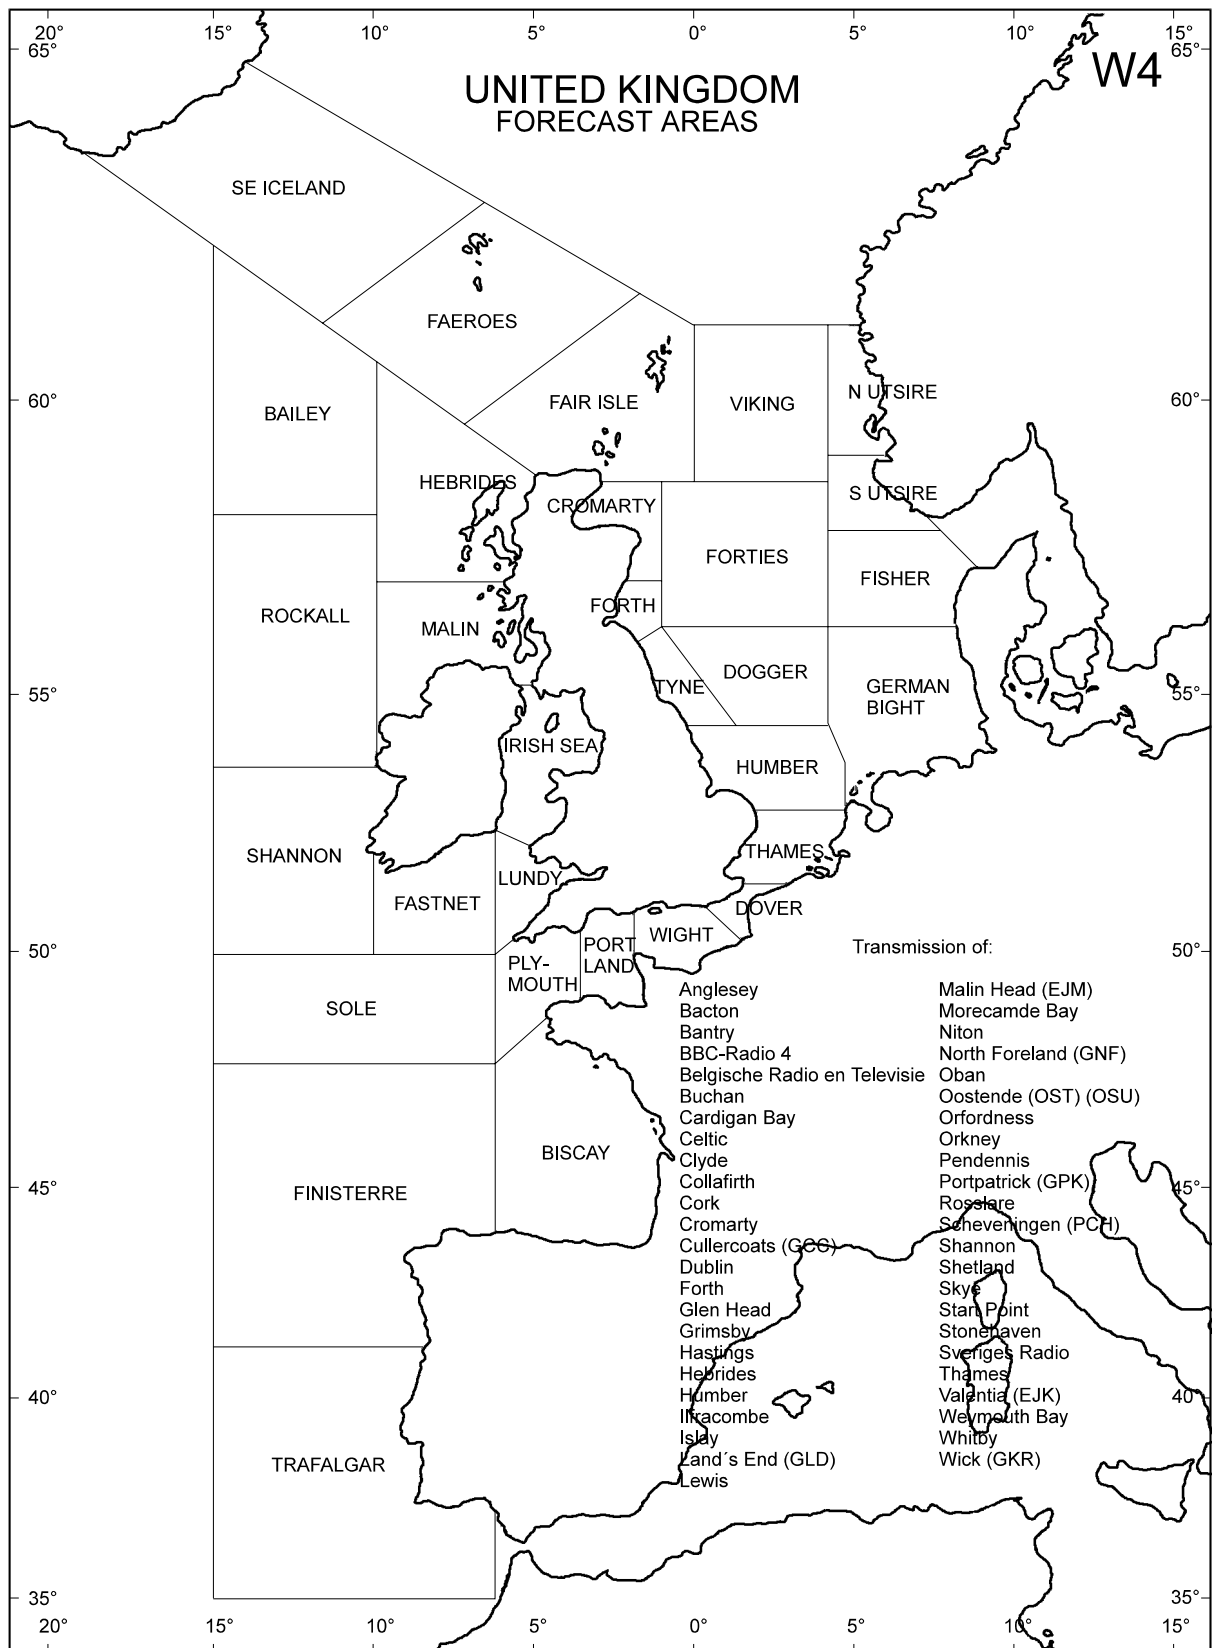 20° 15° 10° 5° 0° 5° 10° 15°
65° 65°
W4
UNITED KINGDOM
FORECAST AREAS
SE ICELAND
FAEROES
60° 60°
BAILEY
FAIR ISLE
VIKING
N UTSIRE
HEBRIDES
CROMARTY
S UTSIRE
FORTIES
FISHER
ROCKALL
FORTH
MALIN
DOGGER
TYNE
GERMAN
BIGHT
55° 55°
IRISH SEA
HUMBER
SHANNON
THAMES
LUNDY
FASTNET
DOVER
WIGHT
PORT
LAND
50° 50°
PLY-
MOUTH
SOLE
BISCAY
FINISTERRE
45° 45°
40° 40
TRAFALGAR
35° 35°
Transmission of:
Anglesey
Bacton
Bantry
BBC-Radio 4
Belgische Radio en Televisie
Buchan
Cardigan Bay
Celtic
Clyde
Collafirth
Cork
Cromarty
Cullercoats (GCC)
Dublin
Forth
Glen Head
Grimsby
Hastings
Hebrides
Humber
Ilfracombe
Islay
Land´s End (GLD)
Lewis
Malin Head (EJM)
Morecamde Bay
Niton
North Foreland (GNF)
Oban
Oostende (OST) (OSU)
Orfordness
Orkney
Pendennis
Portpatrick (GPK)
Rosslare
Scheveningen (PCH)
Shannon
Shetland
Skye
Start Point
Stonehaven
Sveriges Radio
Thames
Valentia (EJK)
Weymouth Bay
Whitby
Wick (GKR)
20° 15° 10° 5° 0° 5° 10° 15°